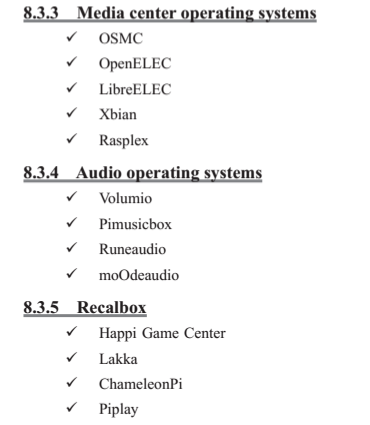 8.3.3 Media center operating systems
✓ OSMC
✓ OpenELEC
✓ LibreELEC
✓ Xbian
✓ Rasplex
8.3.4 Audio operating systems
✓ Volumio
✓ Pimusicbox
✓ Runeaudio
✓ moOdeaudio
8.3.5 Recalbox
✓ Happi Game Center
✓ Lakka
✓ ChameleonPi
✓ Piplay